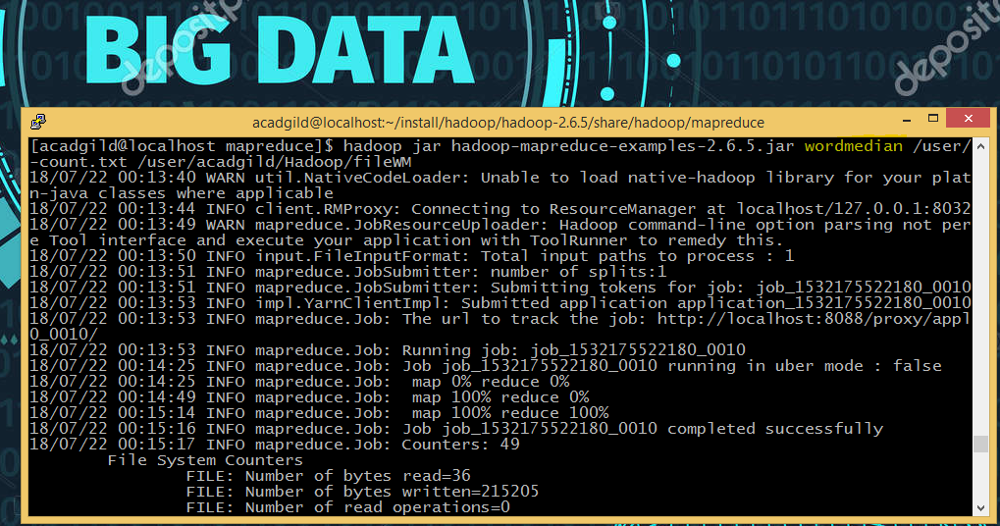 BIG DATA
depositp
deposit
acadgild@localhost:~/install/hadoop/hadoop-2.6.5/share/hadoop/mapreduce
[acadgild@localhost mapreduce]$ hadoop jar hadoop-mapreduce-examples-2.6.5.jar wordmedian /user/
-count.txt /user/acadgild/Hadoop/fileWM
18/07/22 00:13:40 WARN util.NativeCodeLoader: Unable to load native-hadoop library for your plat
n-java classes where applicable
18/07/22 00:13:44 INFO client.RMProxy: Connecting to ResourceManager at localhost/127.0.0.1:8032
18/07/22 00:13:49 WARN mapreduce.JobResourceUploader: Hadoop command-line option parsing not per
e Tool interface and execute your application with ToolRunner to remedy this.
18/07/22 00:13:50 INFO input.FileInputFormat: Total input paths to process : 1
18/07/22 00:13:51 INFO mapreduce.JobSubmitter: number of splits:1
18/07/22 00:13:51 INFO mapreduce.JobSubmitter: Submitting tokens for job: job_1532175522180_0010
18/07/22 00:13:53 INFO impl.YarnClientImpl: Submitted application application_1532175522180_0010
18/07/22 00:13:53 INFO mapreduce.Job: The url to track the job: http://localhost:8088/proxy/appl
0_0010/
18/07/22 00:13:53 INFO mapreduce.Job: Running job: job_1532175522180_0010
18/07/22 00:14:25 INFO mapreduce.Job: Job job_1532175522180_0010 running in uber mode : false
18/07/22 00:14:25 INFO mapreduce.Job:  map 0% reduce 0%
18/07/22 00:14:49 INFO mapreduce.Job:  map 100% reduce 0%
18/07/22 00:15:14 INFO mapreduce.Job:  map 100% reduce 100%
18/07/22 00:15:16 INFO mapreduce.Job: Job job_1532175522180_0010 completed successfully
18/07/22 00:15:17 INFO mapreduce.Job: Counters: 49
File System Counters
FILE: Number of bytes read=36
FILE: Number of bytes written=215205
FILE: Number of read operations=0